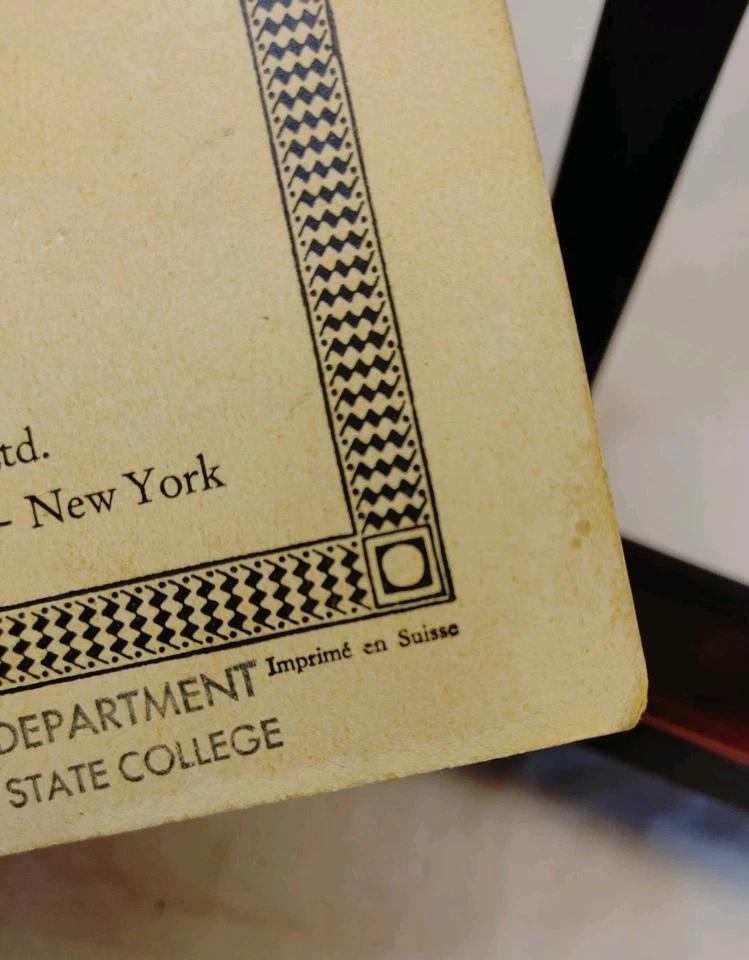 td.
- New York
Imprimé en Suisse
DEPARTMENT
STATE COLLEGE